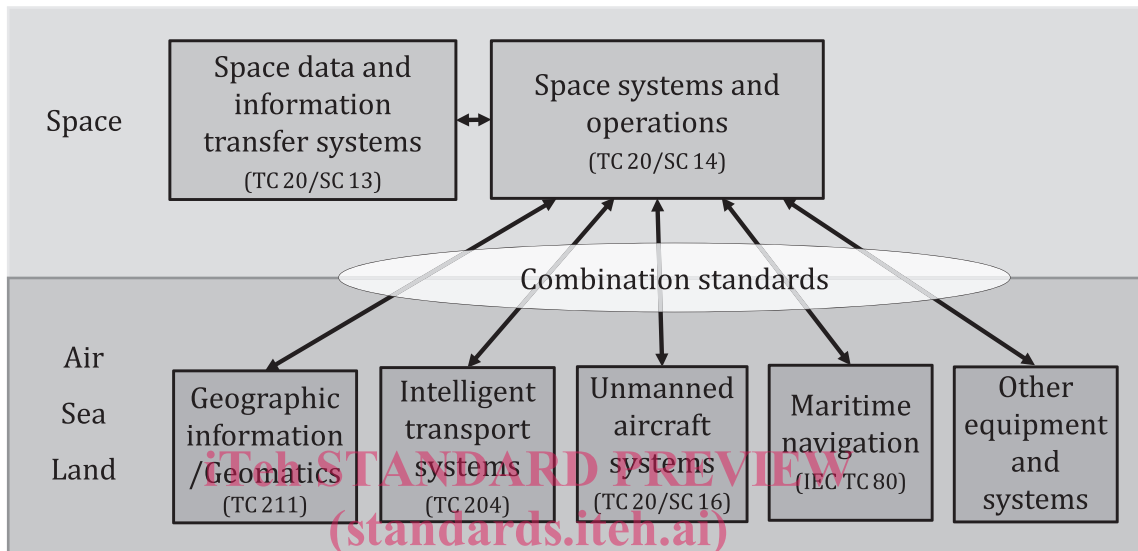 Space
Space data and
information
transfer systems
(TC 20/SC 13)
Space systems and
operations
(TC 20/SC 14)
Combination standards
Air
Sea
Land
Geographic
information
/Geomatics
(TC 211)
Intelligent
transport
systems
(TC 204)
Unmanned
aircraft
systems
(TC 20/SC 16)
Maritime
navigation
(IEC TC 80)
Other
equipment
and
systems
iTeh STANDARD PREVIEW
(standards.iteh.ai)